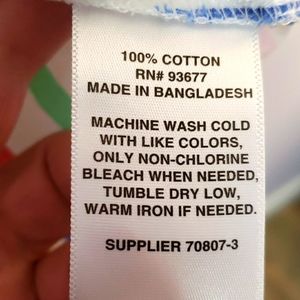 100% COTTON
RN# 93677
MADE IN BANGLADESH
MACHINE WASH COLD
WITH LIKE COLORS,
ONLY NON-CHLORINE
BLEACH WHEN NEEDED,
TUMBLE DRY LOW,
WARM IRON IF NEEDED.
SUPPLIER 70807-3